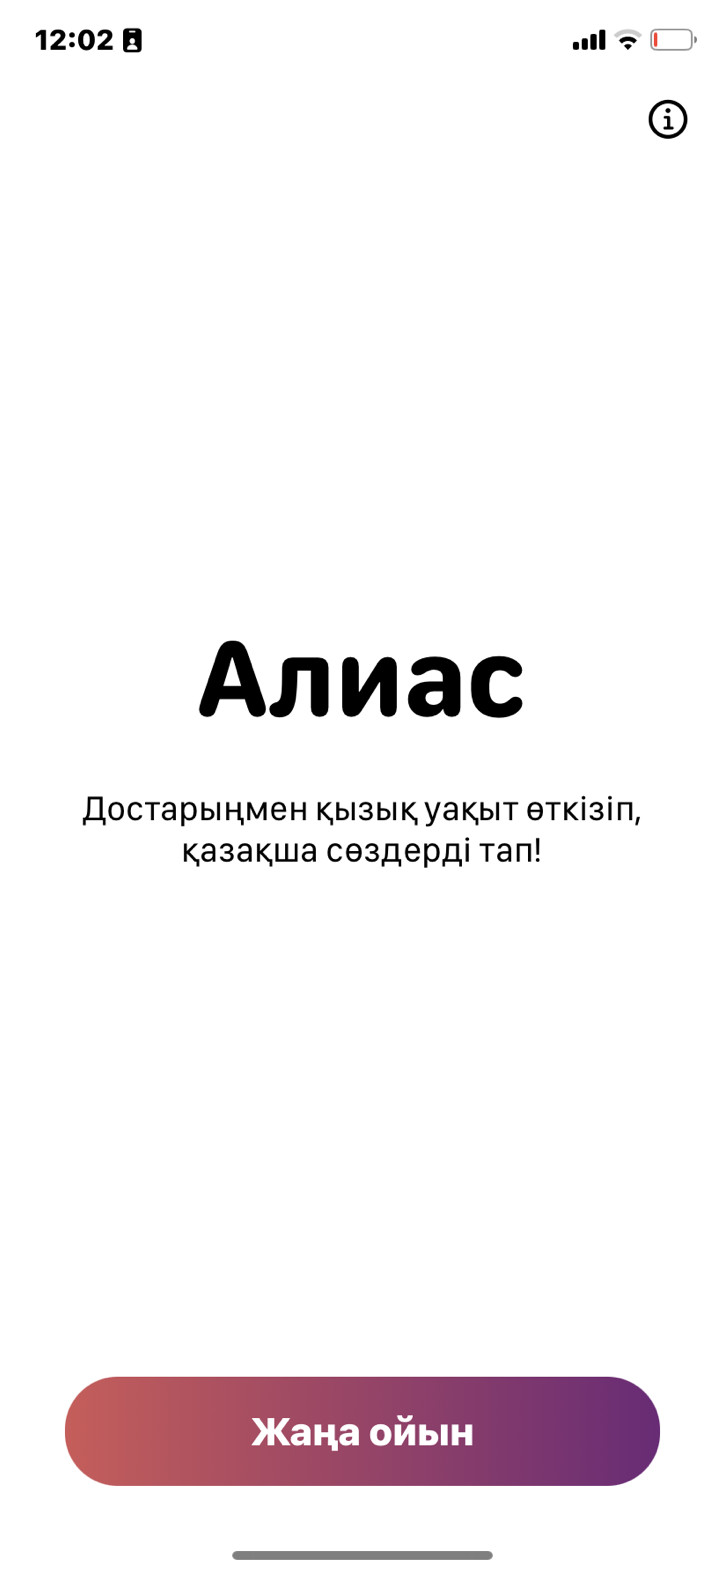 12:02
Алиас
Достарыңмен қызық уақыт өткізіп,
қазақша сөздерді тап!
Жаңа ойын